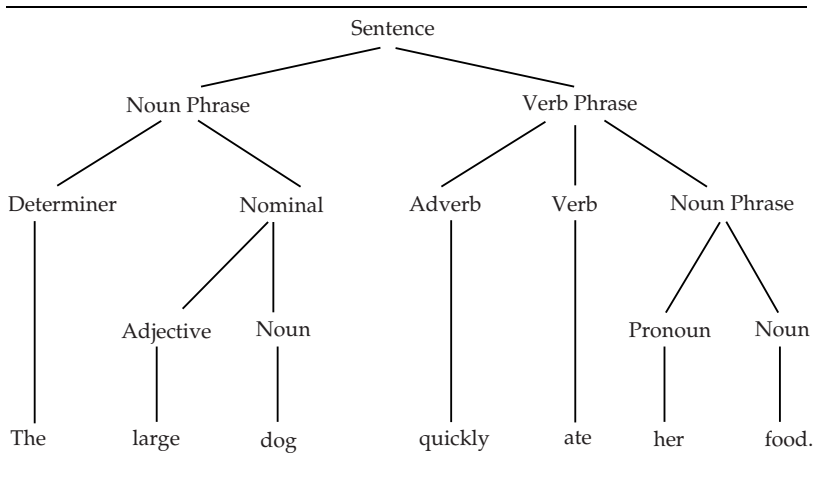 Sentence
Noun Phrase Verb Phrase
Determiner Nominal Adverb Verb Noun Phrase
Adjective Noun Pronoun Noun
The large dog quickly ate her food.